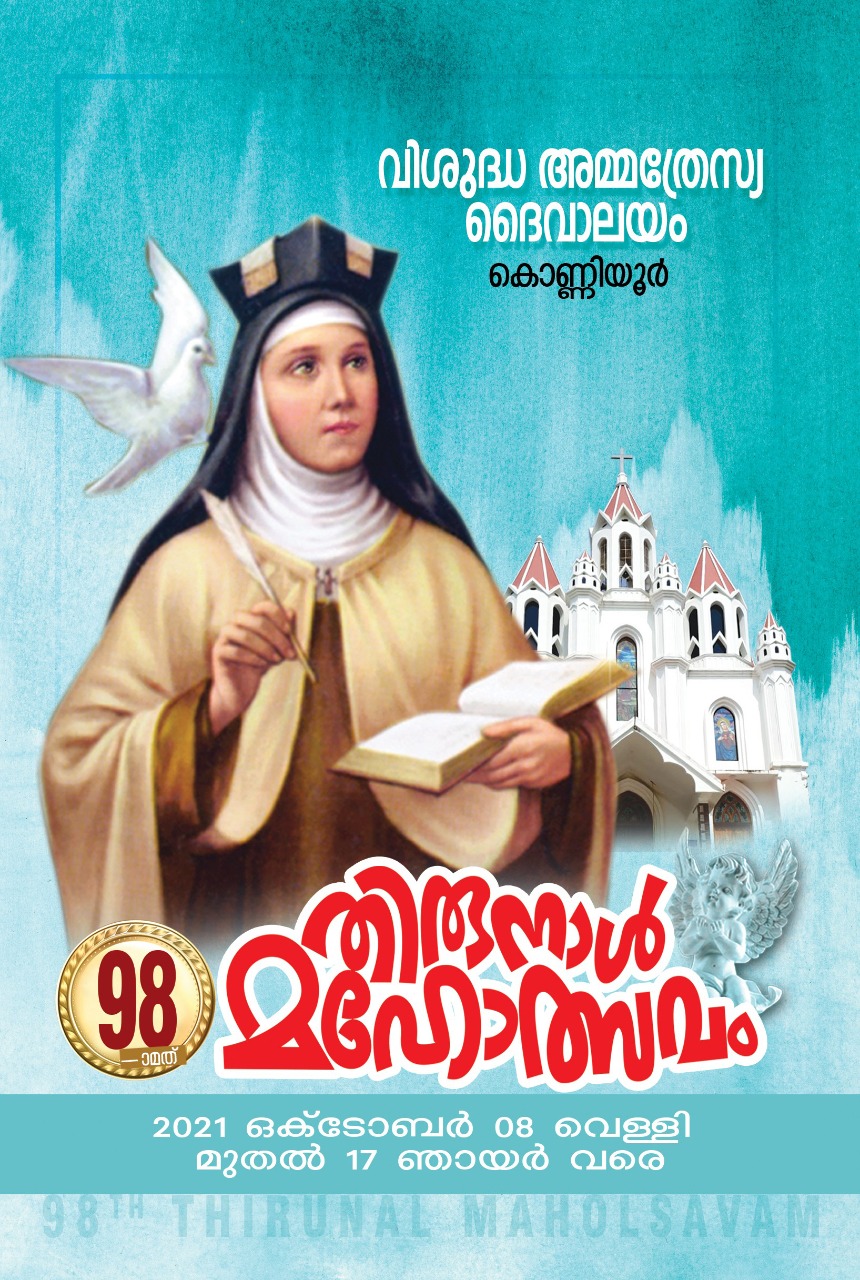 വിശുദ്ധ അമ്മത്രേസ്യ
ദൈവാലയം
കൊണ്ണിയൂർ
തിരുനാൾ
98
–ാമത്
മഹോത്സവം
2021 ഒക്ടോബർ 08 വെള്ളി
മുതൽ 17 ഞായർ വരെ
98TH THIRUNAL MAHOLSAVAM